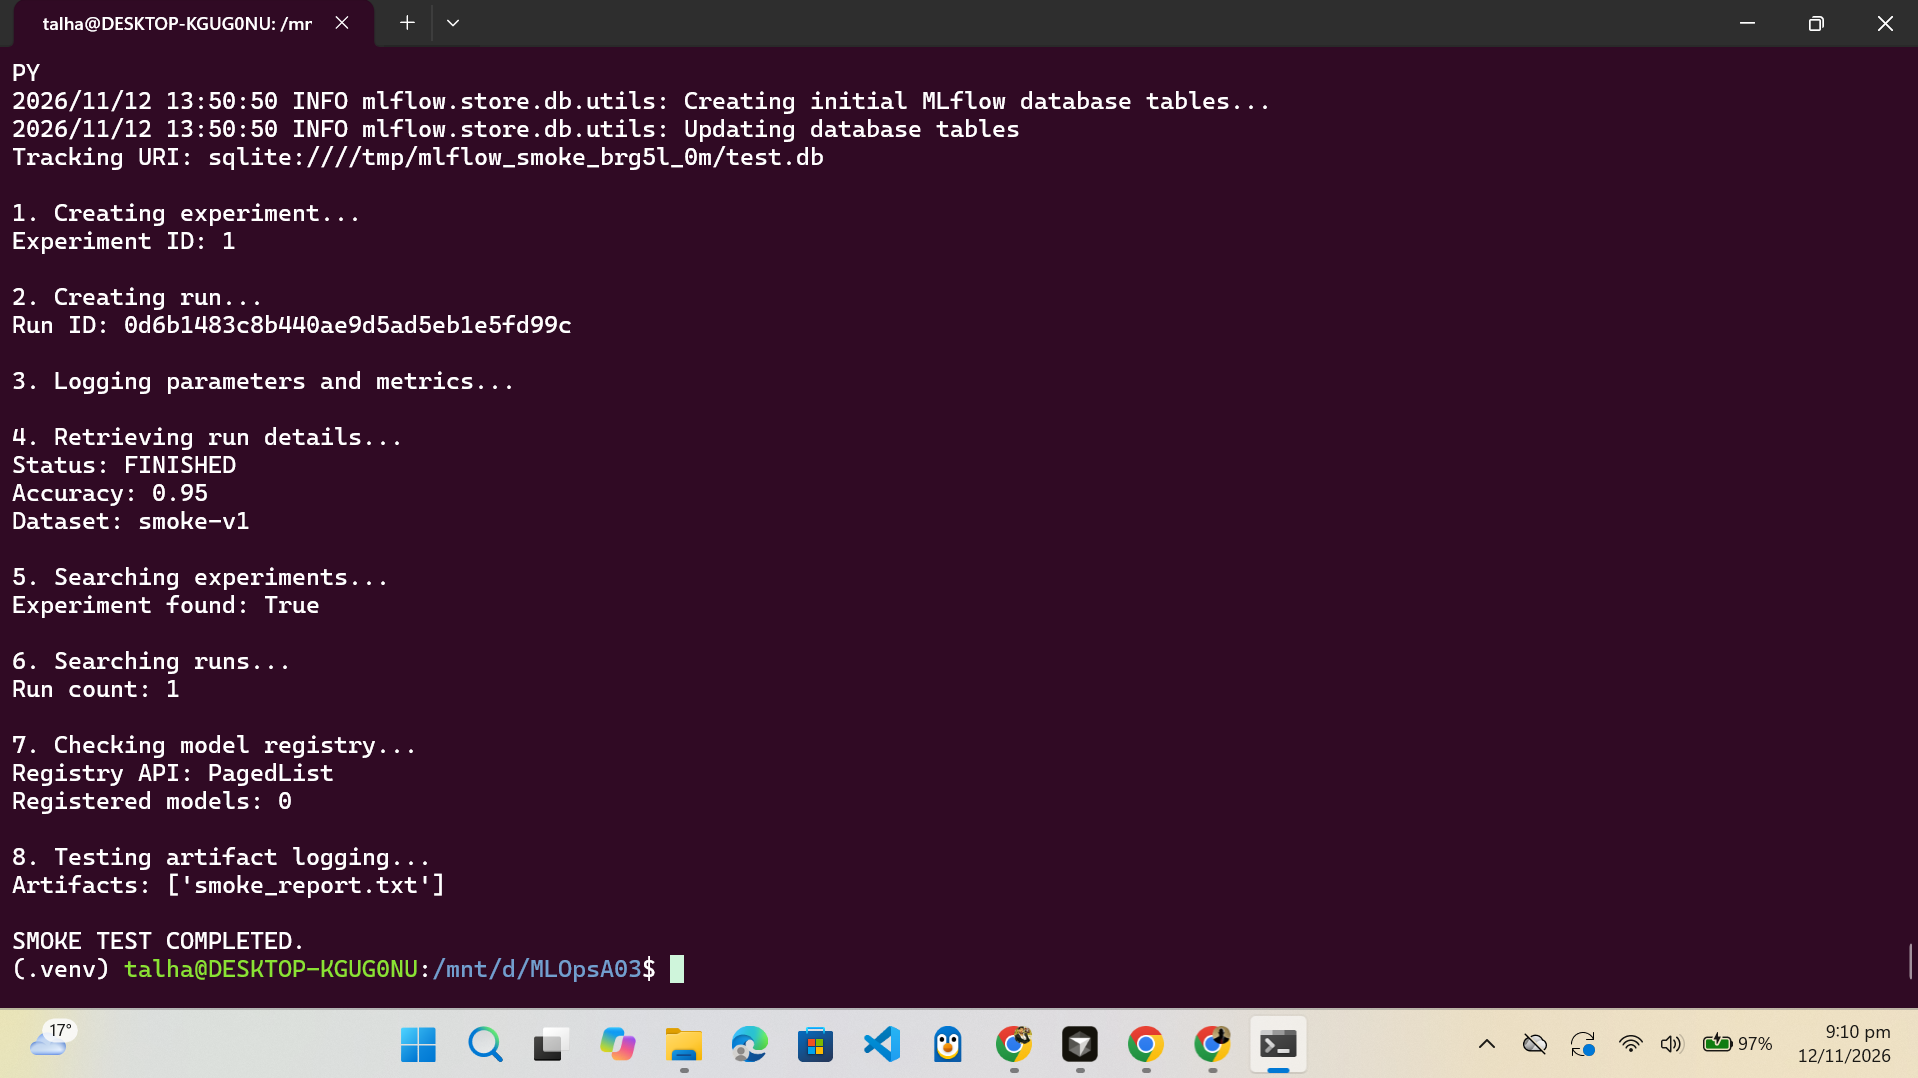 talha@DESKTOP-KGUG0NU: /mr
PY
2026/11/12 13:50:50 INFO mlflow.store.db.utils: Creating initial MLflow database tables...
2026/11/12 13:50:50 INFO mlflow.store.db.utils: Updating database tables
Tracking URI: sqlite:////tmp/mlflow_smoke_brg5l_0m/test.db
1. Creating experiment...
Experiment ID: 1
2. Creating run...
Run ID: 0d6b1483c8b440ae9d5ad5eb1e5fd99c
3. Logging parameters and metrics...
4. Retrieving run details...
Status: FINISHED
Accuracy: 0.95
Dataset: smoke-v1
5. Searching experiments...
Experiment found: True
6. Searching runs...
Run count: 1
7. Checking model registry...
Registry API: PagedList
Registered models: 0
8. Testing artifact logging...
Artifacts: ['smoke_report.txt']
SMOKE TEST COMPLETED.
(.venv) talha@DESKTOP-KGUG0NU:/mnt/d/MLOpsA03$
17°
97%
9:10 pm
12/11/2026